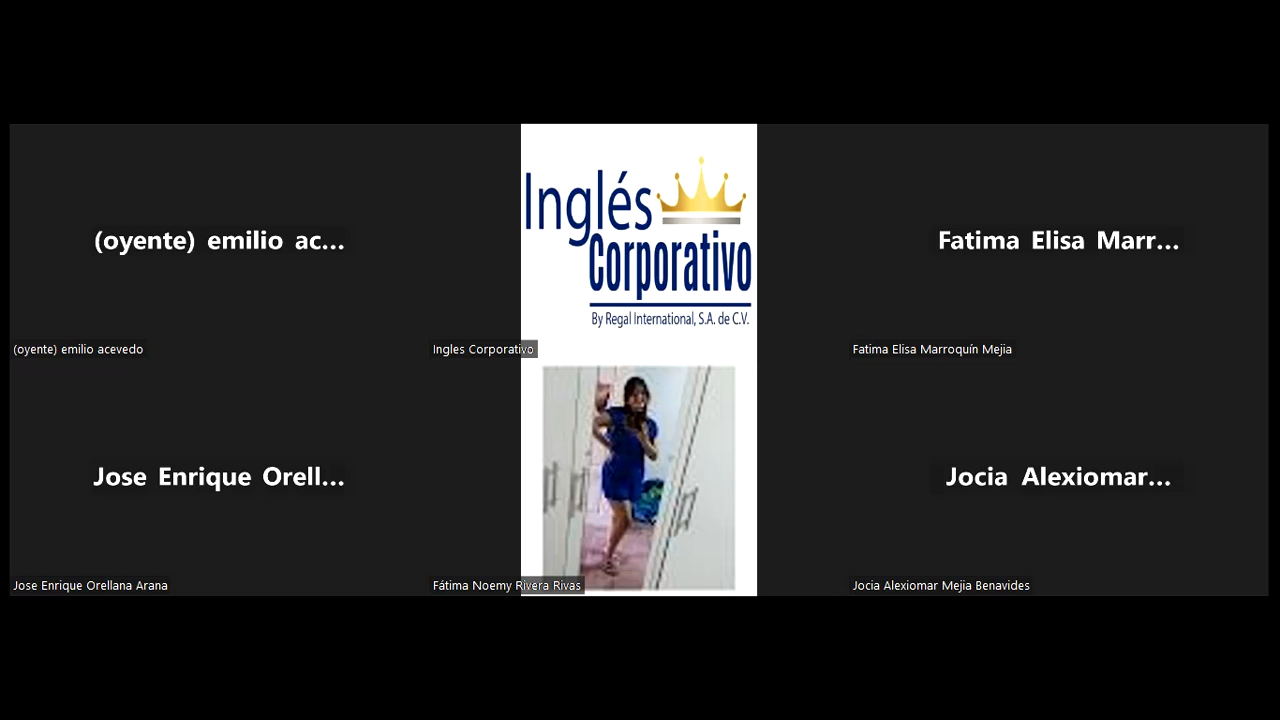 (oyente) emilio ac...
Inglés
Corporativo
By Regal International, S.A. de C.V.
Fatima Elisa Marr...
(oyente) emilio acevedo
Ingles Corporativo
Fatima Elisa Marroquín Mejia
Jose Enrique Orell...
Jocia Alexiomar...
Jose Enrique Orellana Arana
Fátima Noemy Rivera Rivas
Jocia Alexiomar Mejia Benavides